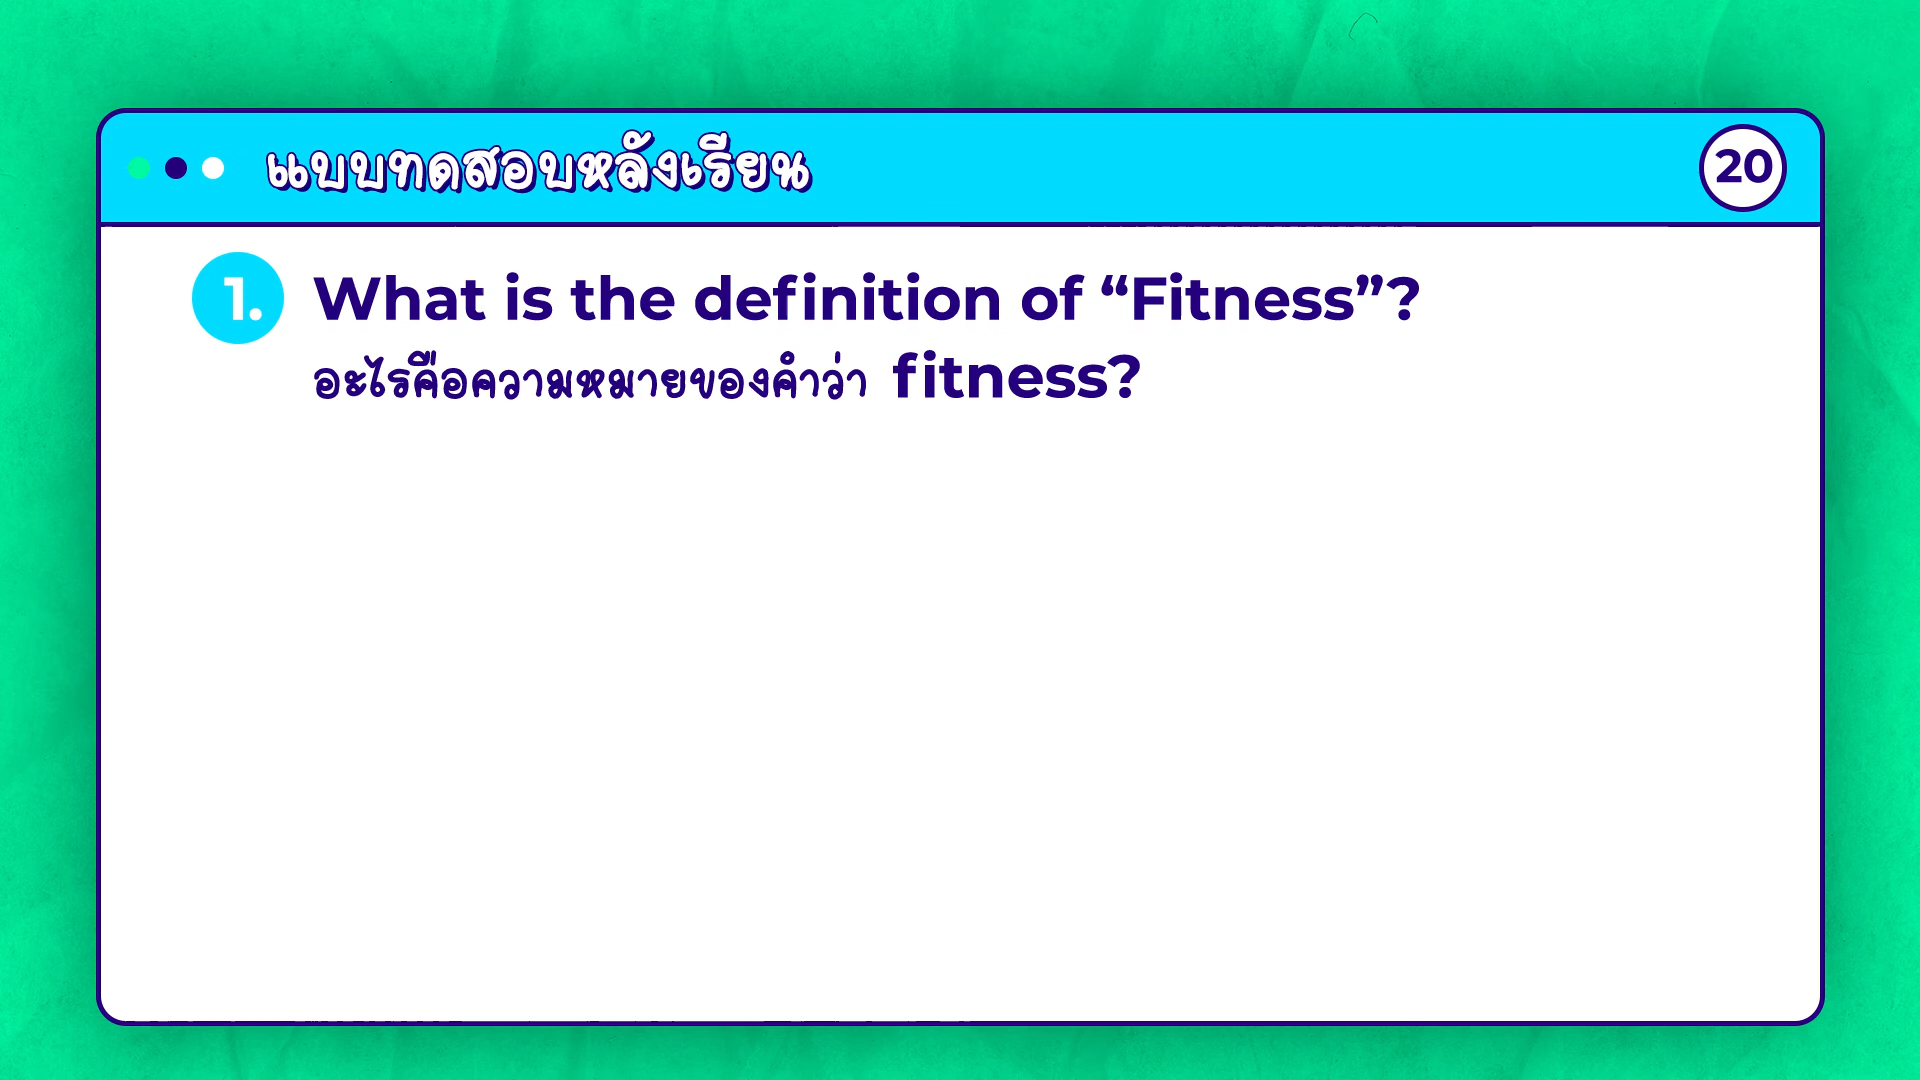 แบบทดสอบหลังเรียน
20
1. What is the definition of “Fitness”?
อะไรคือความหมายของคำว่า fitness?